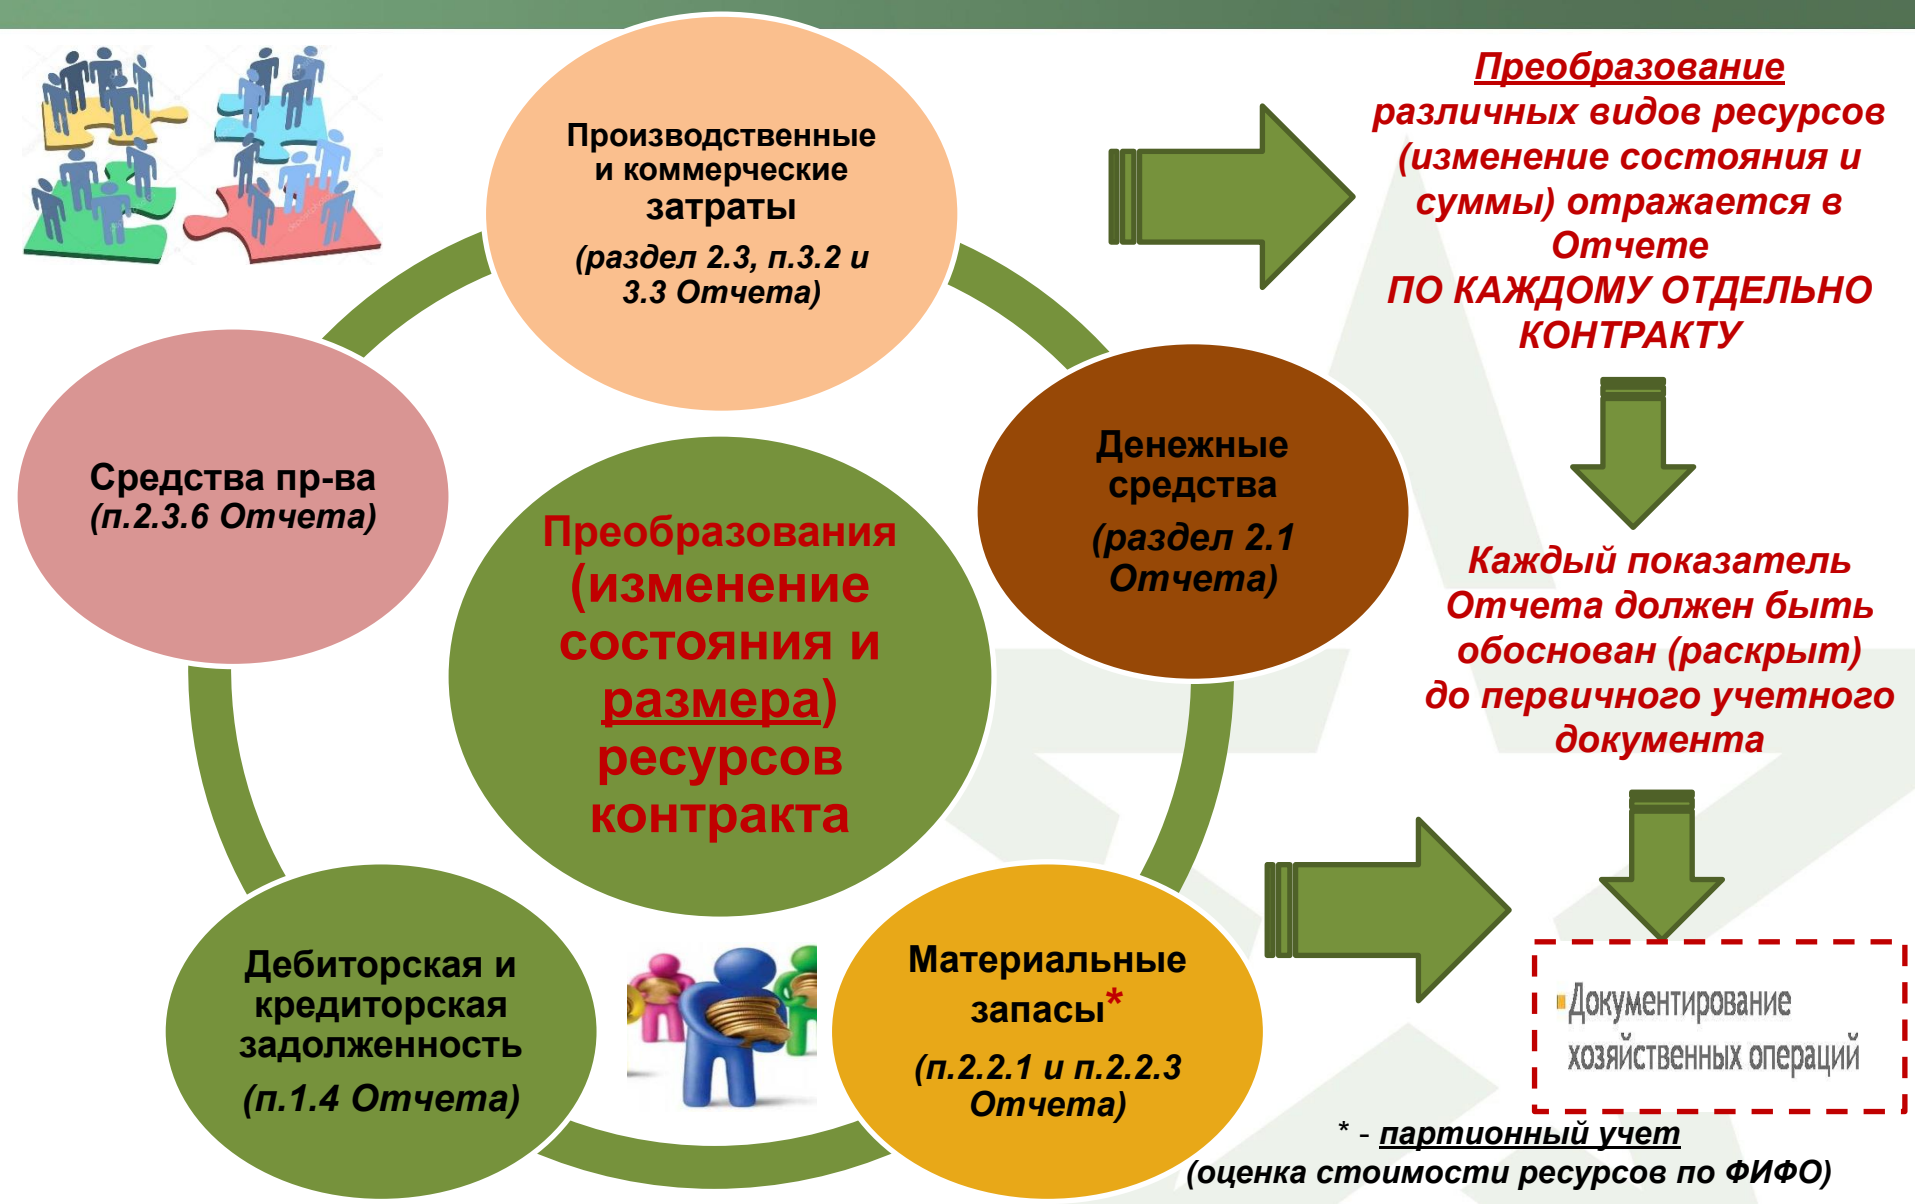 Производственные
и коммерческие
затраты
(раздел 2.3, п.3.2 и
3.3 Отчета)
Денежные
средства
(раздел 2.1
Отчета)
Материальные
запасы*
(п.2.2.1 и п.2.2.3
Отчета)
Дебиторская и
кредиторская
задолженность
(п.1.4 Отчета)
Средства пр-ва
(п.2.3.6 Отчета)
Преобразования
(изменение
состояния и
размера)
ресурсов
контракта
Преобразование
различных видов ресурсов
(изменение состояния и
суммы) отражается в
Отчете
ПО КАЖДОМУ ОТДЕЛЬНО
КОНТРАКТУ
Каждый показатель
Отчета должен быть
обоснован (раскрыт)
до первичного учетного
документа
Документирование
хозяйственных операций
* - партионный учет
(оценка стоимости ресурсов по ФИФО)